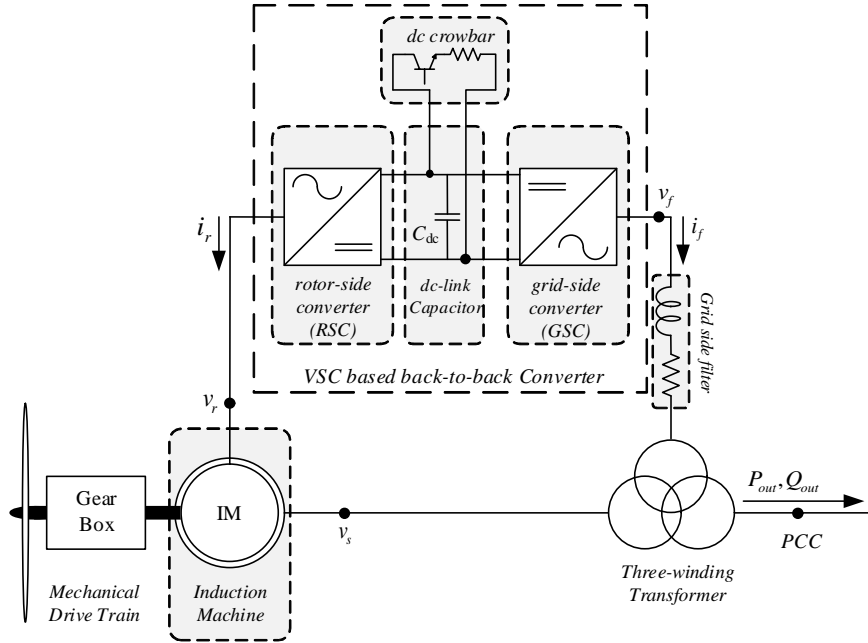 dc crowbar
i_r
C_dc
v_f
i_f
rotor-side
converter
(RSC)
dc-link
Capacitor
grid-side
converter
(GSC)
Grid side filter
VSC based back-to-back Converter
v_r
Gear
Box
IM
v_s
P_out, Q_out
PCC
Mechanical
Drive Train
Induction
Machine
Three-winding
Transformer